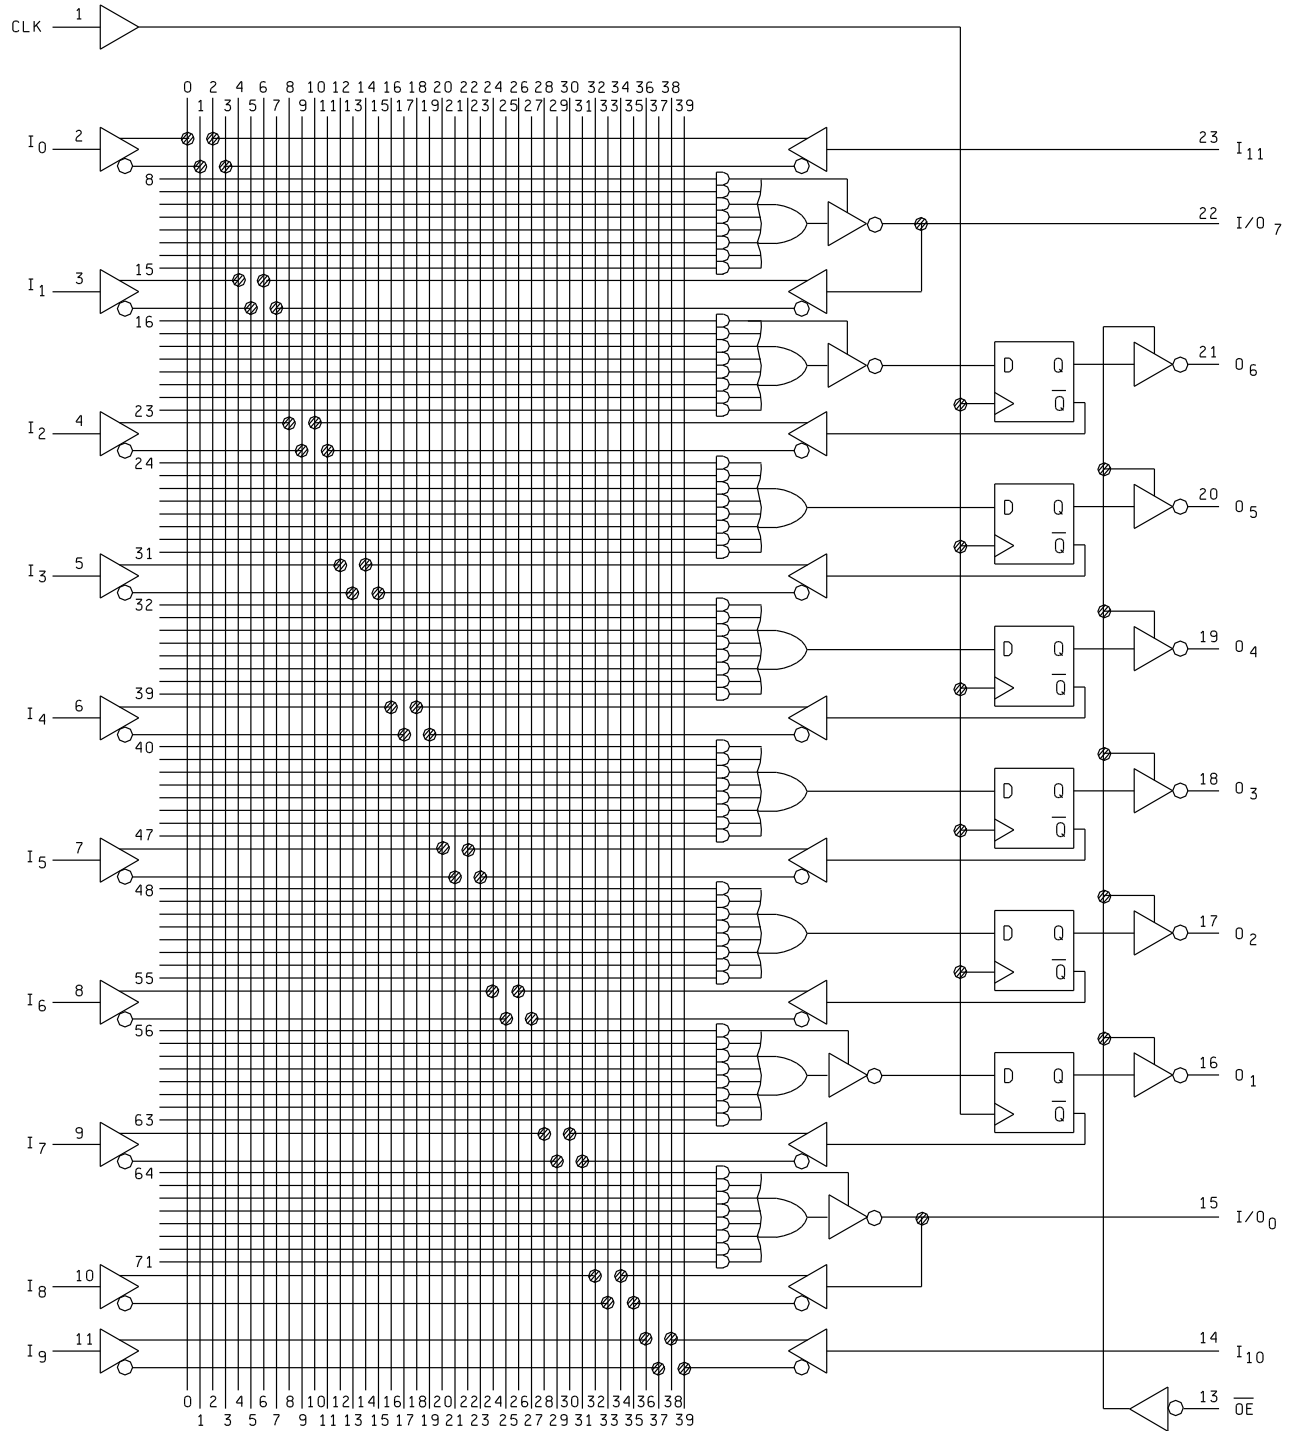 CLK 1
0 2 4 6 8 10 12 14 16 18 20 22 24 26 28 30 32 34 36 38
1 3 5 7 9 11 13 15 17 19 21 23 25 27 29 31 33 35 37 39
I0 2
23 I11
8
22 I/O 7
15
I1 3
16
D Q
21 O6
Q
23
I2 4
24
D Q
20 O5
Q
31
I3 5
32
D Q
19 O4
Q
39
I4 6
40
D Q
18 O3
Q
47
I5 7
48
D Q
17 O2
Q
55
I6 8
56
D Q
16 O1
Q
63
I7 9
64
15 I/O0
71
I8 10
I9 11
14 I10
0 2 4 6 8 10 12 14 16 18 20 22 24 26 28 30 32 34 36 38
1 3 5 7 9 11 13 15 17 19 21 23 25 27 29 31 33 35 37 39
13 OE